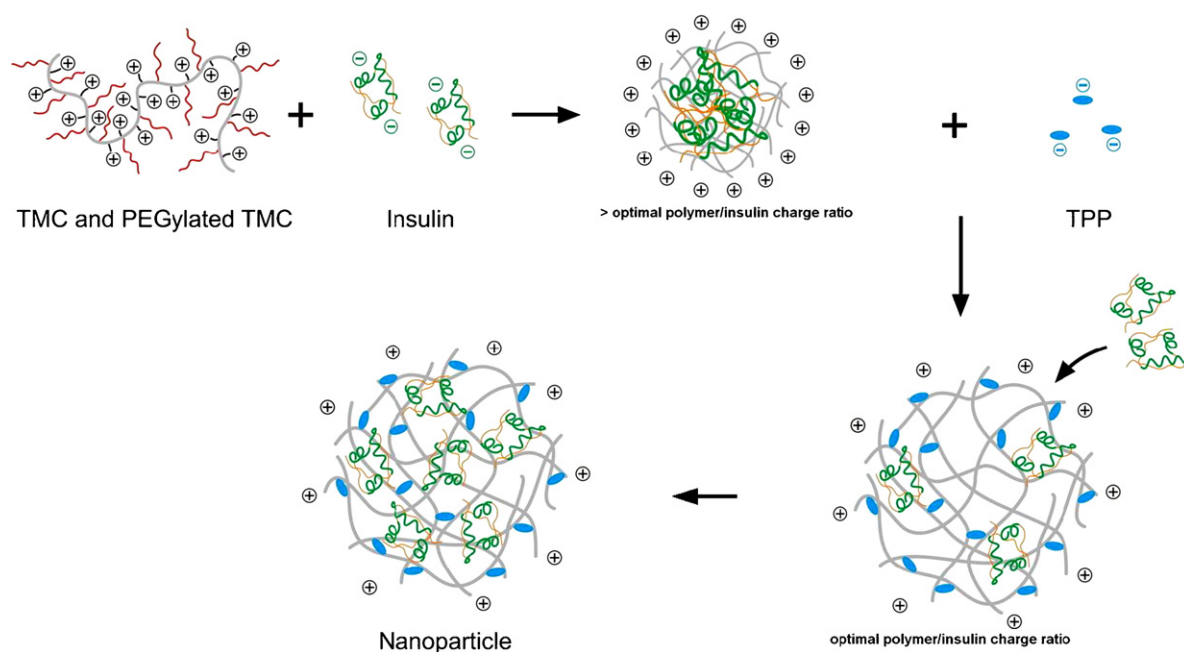 TMC and PEGylated TMC
Insulin
> optimal polymer/insulin charge ratio
TPP
optimal polymer/insulin charge ratio
Nanoparticle